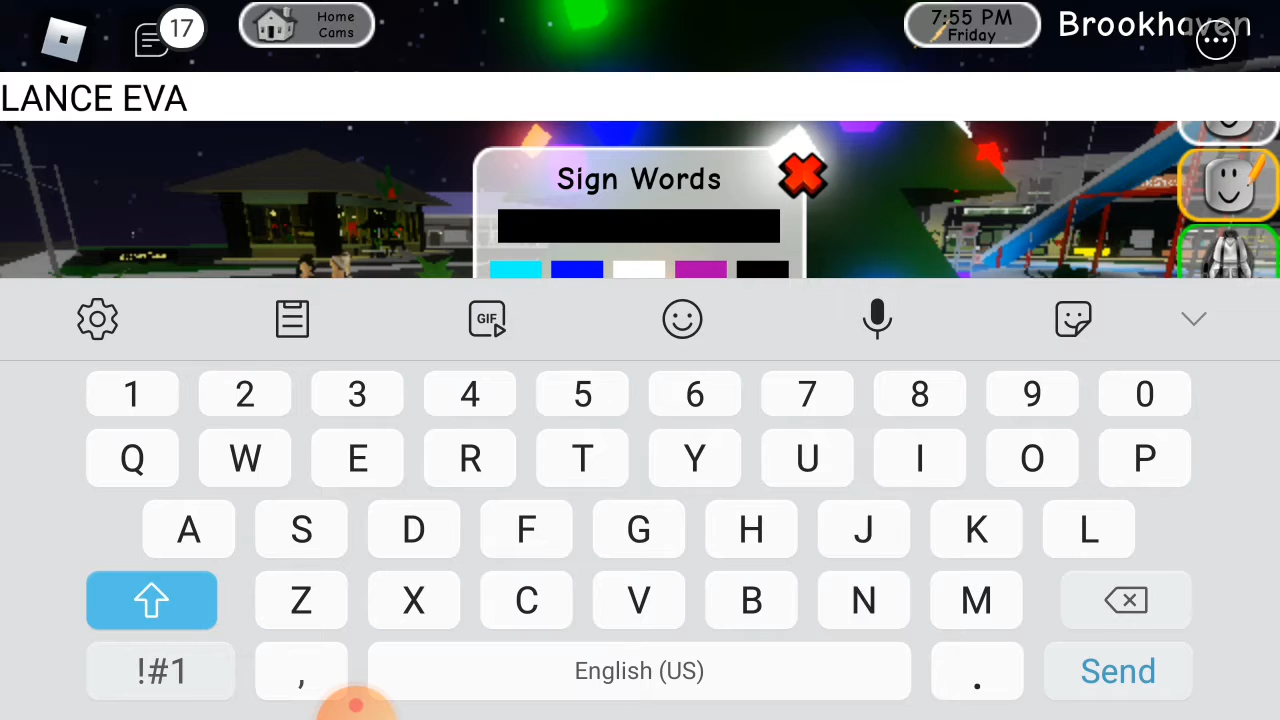 17
Home
Cams
7:55 PM
Friday
Brookhaven
LANCE EVA
Sign Words
GIF
1 2 3 4 5 6 7 8 9 0
Q W E R T Y U I O P
A S D F G H J K L
Z X C V B N M
!#1 , English (US) . Send